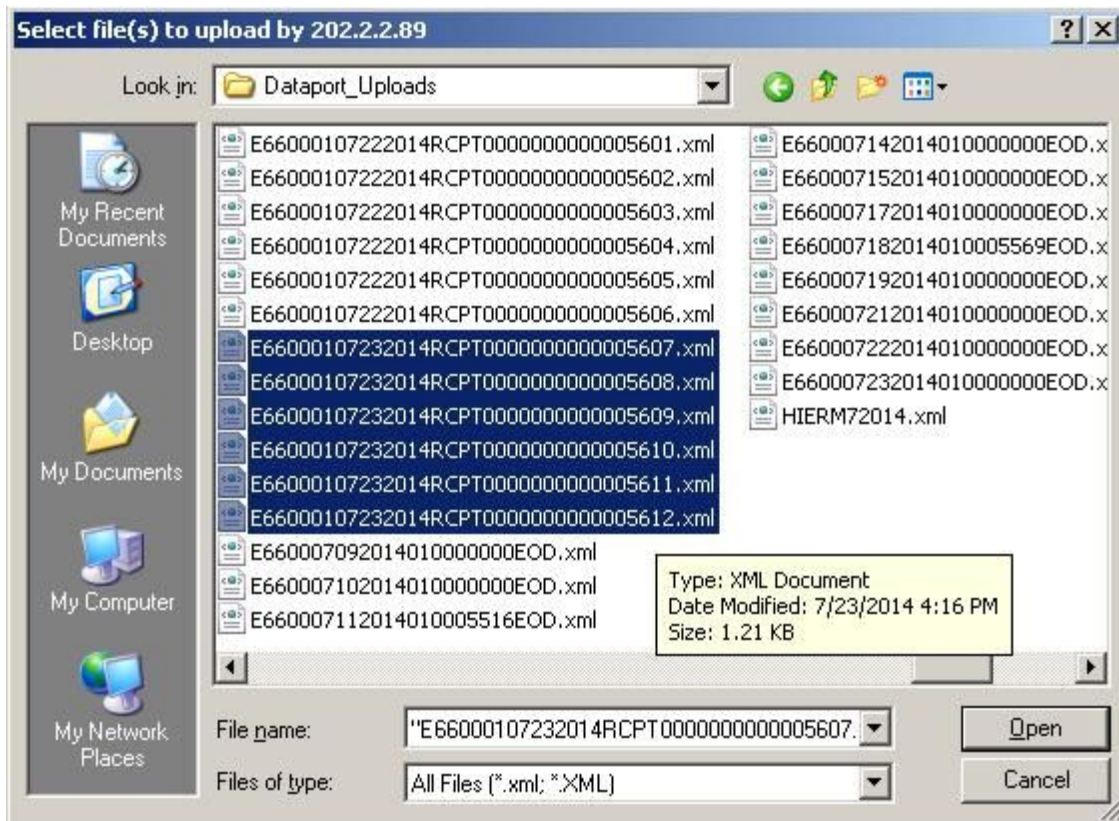 Select file(s) to upload by 202.2.2.89
Look in:
Dataport_Uploads
My Recent
Documents
Desktop
My Documents
My Computer
My Network
Places
E66000107222014RCPT0000000000005601.xml
E66000107222014RCPT0000000000005602.xml
E66000107222014RCPT0000000000005603.xml
E66000107222014RCPT0000000000005604.xml
E66000107222014RCPT0000000000005605.xml
E66000107222014RCPT0000000000005606.xml
E66000107232014RCPT0000000000005607.xml
E66000107232014RCPT0000000000005608.xml
E66000107232014RCPT0000000000005609.xml
E66000107232014RCPT0000000000005610.xml
E66000107232014RCPT0000000000005611.xml
E66000107232014RCPT0000000000005612.xml
E6600070920140100000000EOD.xml
E6600071020140100000000EOD.xml
E660007112014010005516EOD.xml
E660007142014010000000EOD.x
E660007152014010000000EOD.x
E660007172014010000000EOD.x
E660007182014010005569EOD.x
E660007192014010000000EOD.x
E660007212014010000000EOD.x
E660007222014010000000EOD.x
E660007232014010000000EOD.x
HIERM72014.xml
Type: XML Document
Date Modified: 7/23/2014 4:16 PM
Size: 1.21 KB
File name:
"E66000107232014RCPT0000000000005607.
Open
Files of type:
All Files (*.xml; *.XML)
Cancel